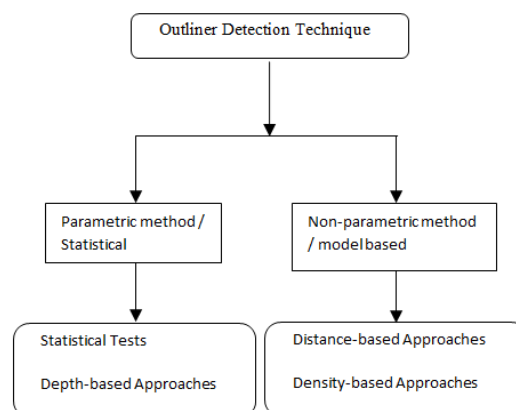 Outliner Detection Technique
Parametric method /
Statistical
Non-parametric method
/ model based
Statistical Tests
Depth-based Approaches
Distance-based Approaches
Density-based Approaches